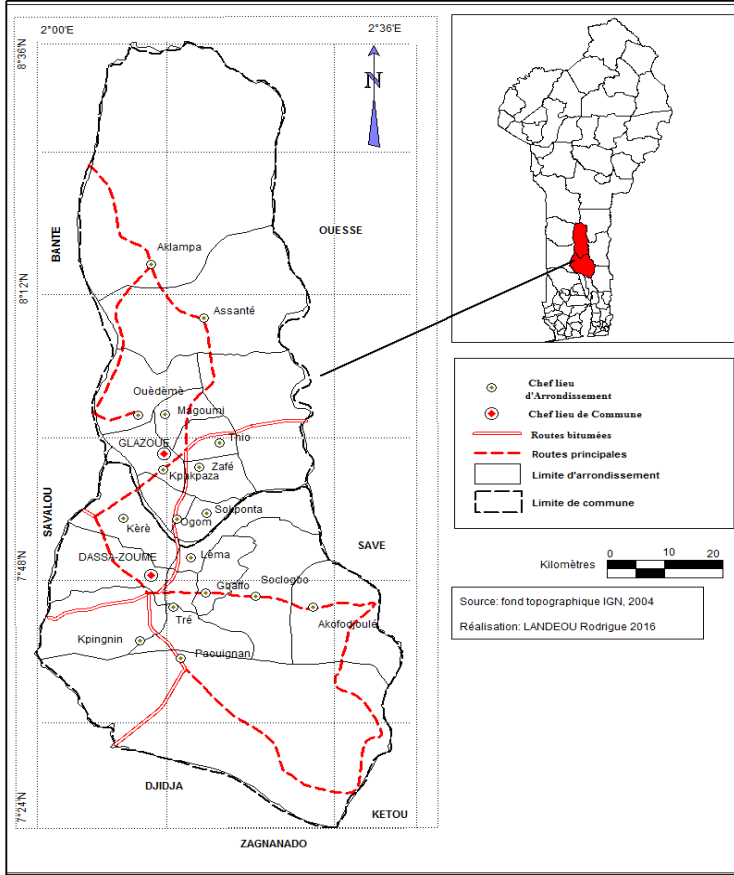 2°00'E
2°36'E
8°36'N
N
OUESSE
BANTE
Aklampa
8°12'N
Assanté
Ouèdèmè
Magoumi
GLAZOUE
Thio
Kpakpaza
Zafé
SAVALOU
Kèrè
Ogom
Sokponta
SAVE
DASSA-ZOUME
Lèma
7°48'N
Gbaffo
Soclogbo
Tré
Akofodjoulé
Kpingnin
Paouignan
DJIDJA
7°24'N
KETOU
ZAGNANADO
Chef lieu
d'Arrondissement
Chef lieu de Commune
Routes bitumées
Routes principales
Limite d'arrondissement
Limite de commune
Kilomètres
0 10 20
Source: fond topographique IGN, 2004
Réalisation: LANDEOU Rodrigue 2016